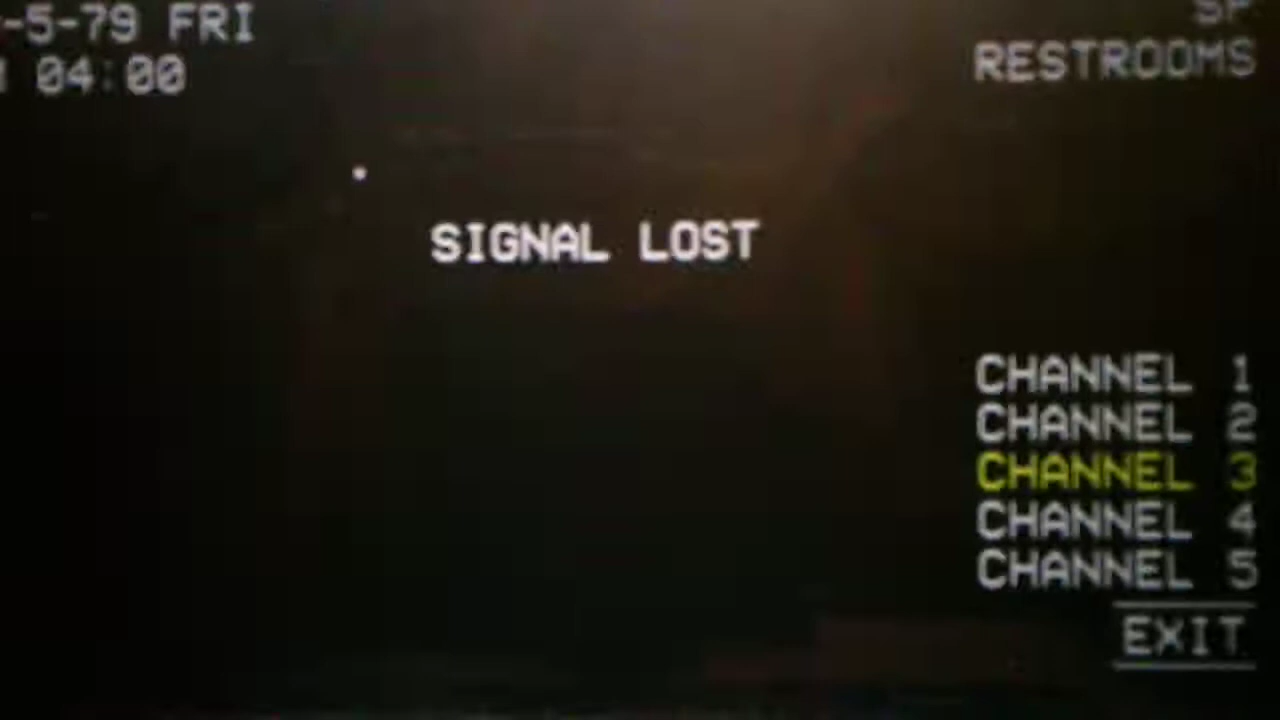 -5-79 FRI
04:00
SP
RESTROOMS
SIGNAL LOST
CHANNEL 1
CHANNEL 2
CHANNEL 3
CHANNEL 4
CHANNEL 5
EXIT